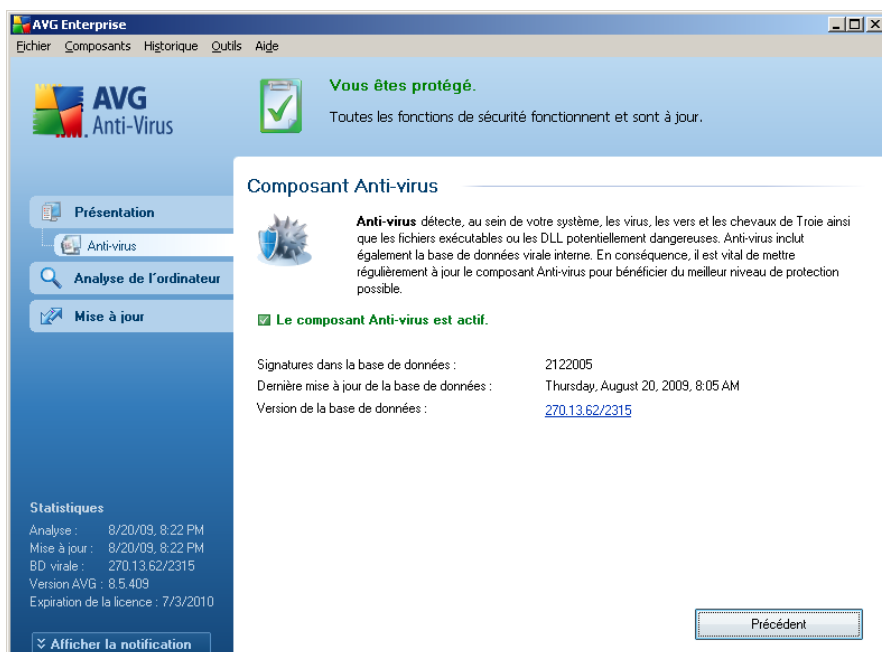 AVG Enterprise
Fichier Composants Historique Outils Aide
AVG
Anti-Virus
Vous êtes protégé.
Toutes les fonctions de sécurité fonctionnent et sont à jour.
Présentation
Anti-virus
Analyse de l'ordinateur
Mise à jour
Composant Anti-virus
Anti-virus détecte, au sein de votre système, les virus, les vers et les chevaux de Troie ainsi
que les fichiers exécutables ou les DLL potentiellement dangereuses. Anti-virus inclut
également la base de données virale interne. En conséquence, il est vital de mettre
régulièrement à jour le composant Anti-virus pour bénéficier du meilleur niveau de protection
possible.
Le composant Anti-virus est actif.
Signatures dans la base de données : 2122005
Dernière mise à jour de la base de données : Thursday, August 20, 2009, 8:05 AM
Version de la base de données : 270.13.62/2315
Statistiques
Analyse : 8/20/09, 8:22 PM
Mise à jour : 8/20/09, 8:22 PM
BD virale : 270.13.62/2315
Version AVG : 8.5.409
Expiration de la licence : 7/3/2010
Afficher la notification
Précédent